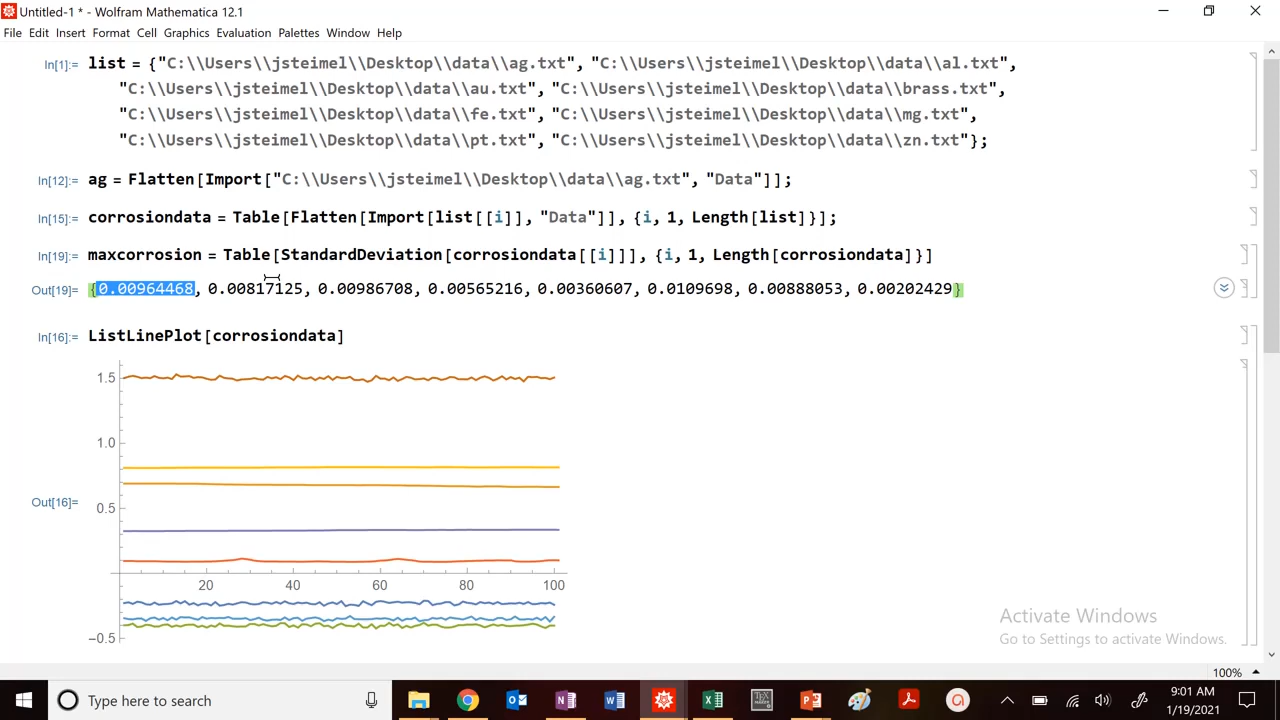 Untitled-1 * - Wolfram Mathematica 12.1
File Edit Insert Format Cell Graphics Evaluation Palettes Window Help
In[1]:= list = {"C:\\Users\\jsteimel\\Desktop\\data\\ag.txt", "C:\\Users\\jsteimel\\Desktop\\data\\al.txt",
"C:\\Users\\jsteimel\\Desktop\\data\\au.txt", "C:\\Users\\jsteimel\\Desktop\\data\\brass.txt",
"C:\\Users\\jsteimel\\Desktop\\data\\fe.txt", "C:\\Users\\jsteimel\\Desktop\\data\\mg.txt",
"C:\\Users\\jsteimel\\Desktop\\data\\pt.txt", "C:\\Users\\jsteimel\\Desktop\\data\\zn.txt"};
In[12]:= ag = Flatten[Import["C:\\Users\\jsteimel\\Desktop\\data\\ag.txt", "Data"]];
In[15]:= corrosiondata = Table[Flatten[Import[list[[i]], "Data"]], {i, 1, Length[list]}];
In[19]:= maxcorrosion = Table[StandardDeviation[corrosiondata[[i]]], {i, 1, Length[corrosiondata]}]
Out[19]= {0.00964468, 0.00817125, 0.00986708, 0.00565216, 0.00360607, 0.0109698, 0.00888053, 0.00202429}
In[16]:= ListLinePlot[corrosiondata]
1.5
1.0
Out[16]=
0.5
20 40 60 80 100
-0.5
Activate Windows
Go to Settings to activate Windows.
100%
Type here to search
9:01 AM
1/19/2021